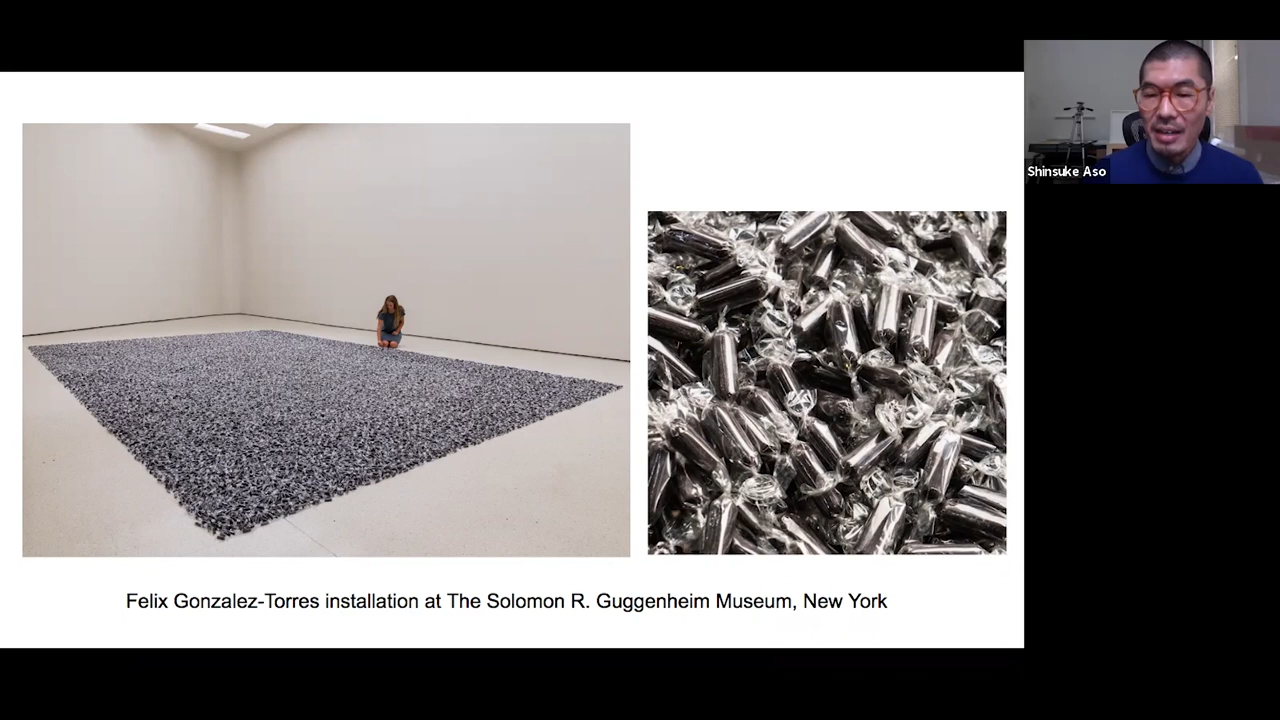 Shinsuke Aso
Felix Gonzalez-Torres installation at The Solomon R. Guggenheim Museum, New York